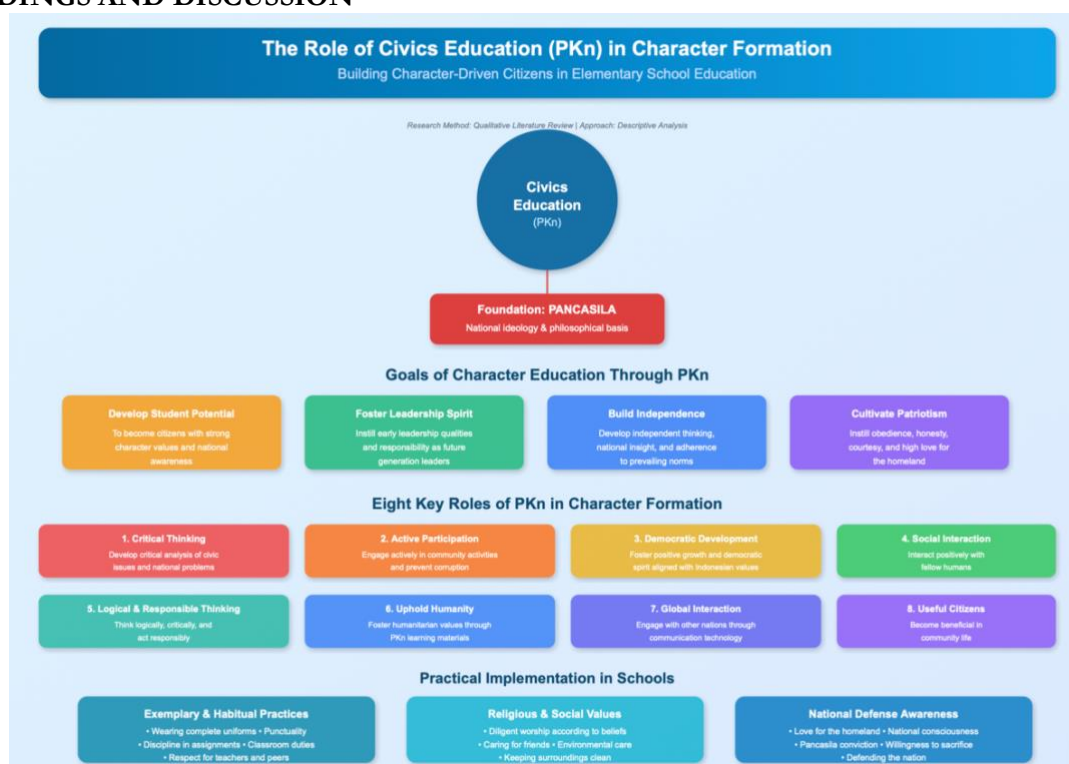 DINGS AND DISCUSSION
The Role of Civics Education (PKn) in Character Formation
Building Character-Driven Citizens in Elementary School Education
Research Method: Qualitative Literature Review | Approach: Descriptive Analysis
Civics
Education
(PKn)
Foundation: PANCASILA
National ideology & philosophical basis
Goals of Character Education Through PKn
Develop Student Potential
To become citizens with strong
character values and national
awareness
Foster Leadership Spirit
Instill early leadership qualities
and responsibility as future
generation leaders
Build Independence
Develop independent thinking,
national insight, and adherence
to prevailing norms
Cultivate Patriotism
Instill obedience, honesty,
courtesy, and high love for
the homeland
Eight Key Roles of PKn in Character Formation
1. Critical Thinking
Develop critical analysis of civic
issues and national problems
2. Active Participation
Engage actively in community activities
and prevent corruption
3. Democratic Development
Foster positive growth and democratic
spirit aligned with Indonesian values
4. Social Interaction
Interact positively with
fellow humans
5. Logical & Responsible Thinking
Think logically, critically, and
act responsibly
6. Uphold Humanity
Foster humanitarian values through
PKn learning materials
7. Global Interaction
Engage with other nations through
communication technology
8. Useful Citizens
Become beneficial in
community life
Practical Implementation in Schools
Exemplary & Habitual Practices
• Wearing complete uniforms • Punctuality
• Discipline in assignments • Classroom duties
• Respect for teachers and peers
Religious & Social Values
• Diligent worship according to beliefs
• Caring for friends • Environmental care
• Keeping surroundings clean
National Defense Awareness
• Love for the homeland • National consciousness
• Pancasila conviction • Willingness to sacrifice
• Defending the nation